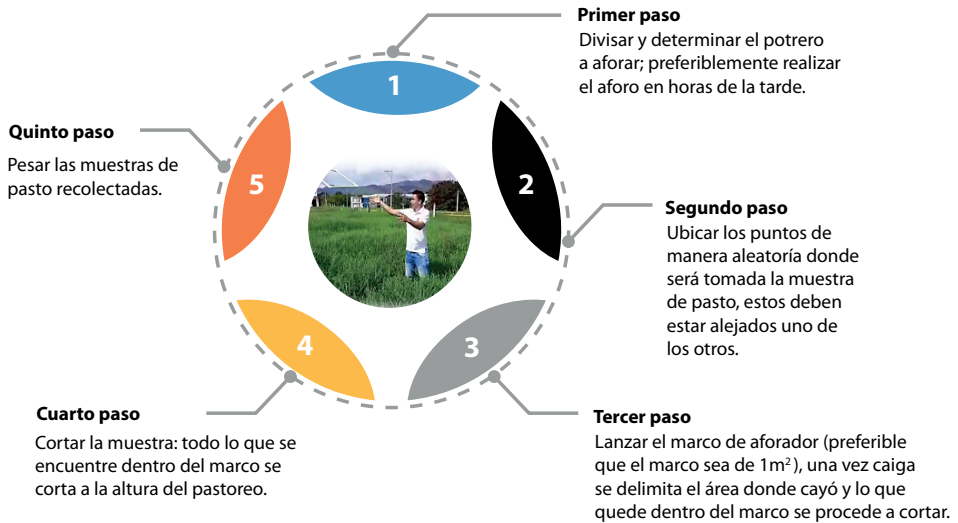 1
Primer paso
Divisar y determinar el potrero
a aforar; preferiblemente realizar
el aforo en horas de la tarde.
2
Segundo paso
Ubicar los puntos de
manera aleatoría donde
será tomada la muestra
de pasto, estos deben
estar alejados uno de
los otros.
3
Tercer paso
Lanzar el marco de aforador (preferible
que el marco sea de 1m²), una vez caiga
se delimita el área donde cayó y lo que
quede dentro del marco se procede a cortar.
4
Cuarto paso
Cortar la muestra: todo lo que se
encuentre dentro del marco se
corta a la altura del pastoreo.
5
Quinto paso
Pesar las muestras de
pasto recolectadas.